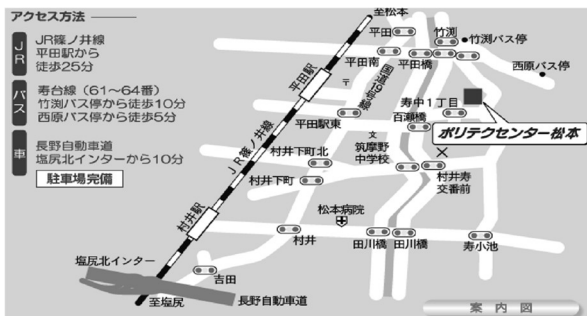 アクセス方法
JR
JR篠ノ井線
平田駅から
徒歩25分
バス
寿台線（61～64番）
竹渕バス停から徒歩10分
西原バス停から徒歩5分
車
長野自動車道
塩尻北インターから10分
駐車場完備
至松本
平田
竹渕
竹渕バス停
平田南
平田橋
西原バス停
国道19号線
〒
平田駅
寿中1丁目
平田駅東
百瀬橋
ポリテクセンター松本
文
筑摩野
中学校
村井下町北
JR篠ノ井線
村井寿
交番前
村井下町
松本病院
村井駅
村井
田川橋
田川橋
寿小池
塩尻北インター
吉田
至塩尻
長野自動車道
案内図